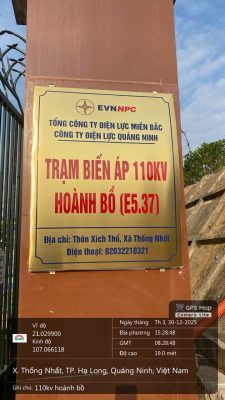 EVNNPC
TỔNG CÔNG TY ĐIỆN LỰC MIỀN BẮC
CÔNG TY ĐIỆN LỰC QUẢNG NINH
TRẠM BIẾN ÁP 110KV
HOÀNH BỒ (E5.37)
Địa chỉ: Thôn Xích Thổ, Xã Thống Nhất
Điện thoại: 02032210321
GPS Map
Camera Lite
Vĩ độ
21.029900
Kinh độ
107.066118
Ngày tháng Th 3, 30-12-2025
Địa phương 15:28:48
GMT 08:28:48
Độ cao 19.0 mét
X. Thống Nhất, TP. Hạ Long, Quảng Ninh, Việt Nam
Ghi chú: 110kv hoành bồ